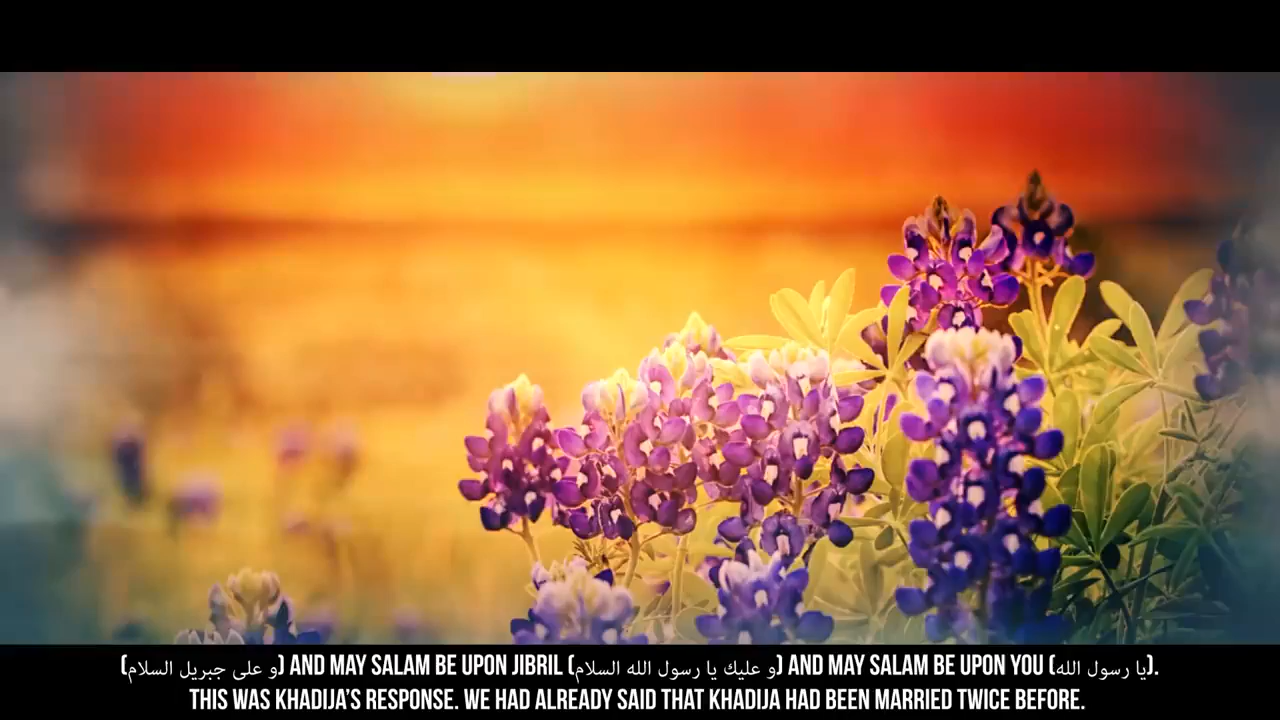 (و على جبريل السلام) AND MAY SALAM BE UPON JIBRIL (و عليك يا رسول الله السلام) AND MAY SALAM BE UPON YOU (يا رسول الله).
THIS WAS KHADIJA'S RESPONSE. WE HAD ALREADY SAID THAT KHADIJA HAD BEEN MARRIED TWICE BEFORE.